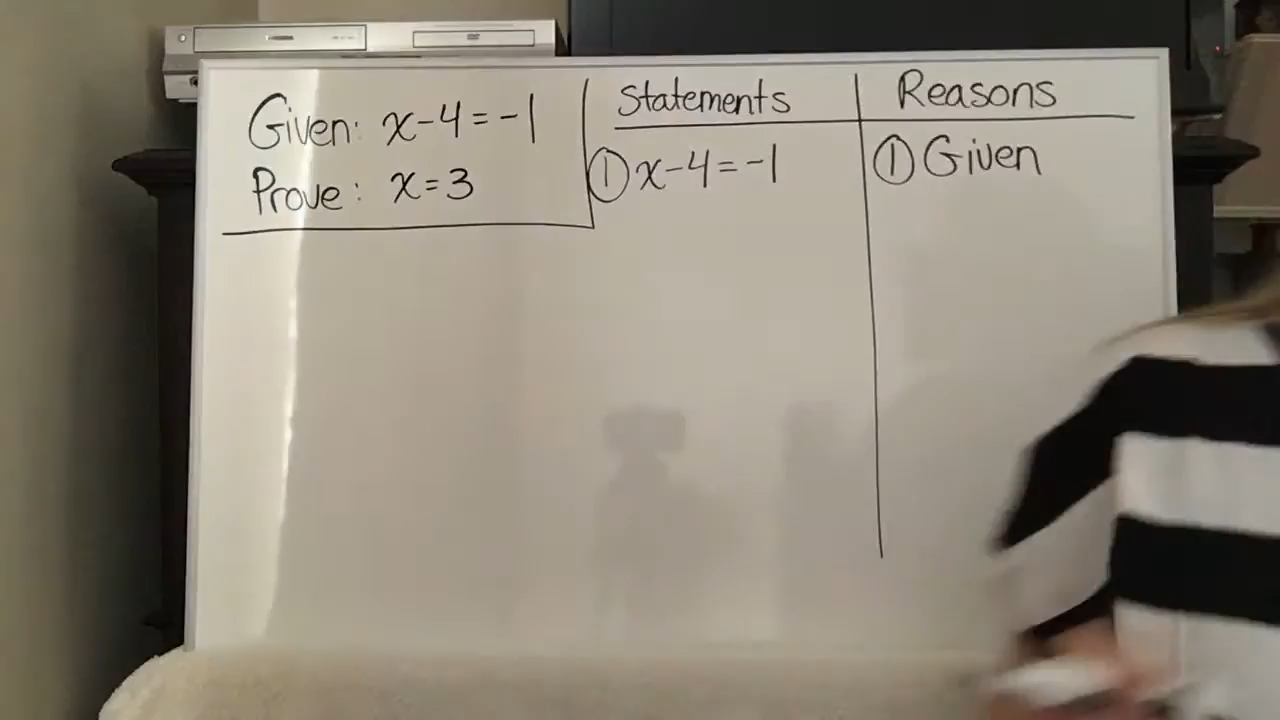 Given: x-4=-1
Prove: x=3
Statements
Reasons
① x-4=-1
① Given